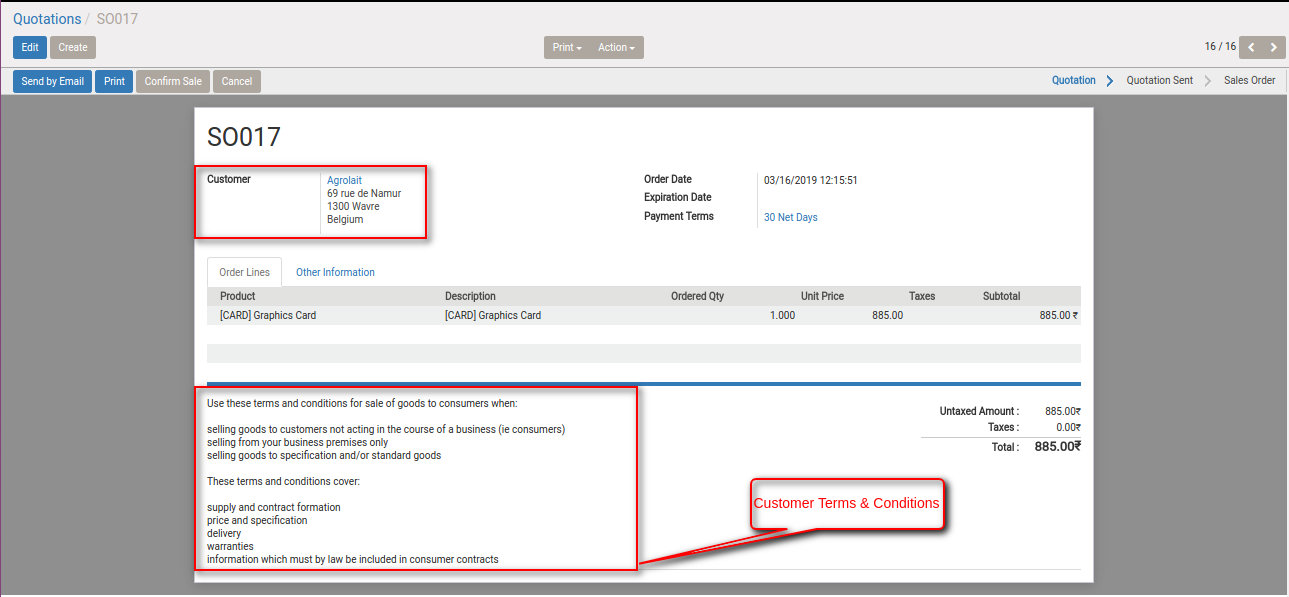 Quotations / SO017
Edit Create Print Action 16 / 16
Send by Email Print Confirm Sale Cancel Quotation Quotation Sent Sales Order
SO017
Customer Agrolait
69 rue de Namur
1300 Wavre
Belgium
Order Date 03/16/2019 12:15:51
Expiration Date
Payment Terms 30 Net Days
Order Lines Other Information
Product Description Ordered Qty Unit Price Taxes Subtotal
[CARD] Graphics Card [CARD] Graphics Card 1.000 885.00 885.00 ₹
Use these terms and conditions for sale of goods to consumers when:
selling goods to customers not acting in the course of a business (ie consumers)
selling from your business premises only
selling goods to specification and/or standard goods
These terms and conditions cover:
supply and contract formation
price and specification
delivery
warranties
information which must by law be included in consumer contracts
Untaxed Amount : 885.00₹
Taxes : 0.00₹
Total : 885.00₹
Customer Terms & Conditions